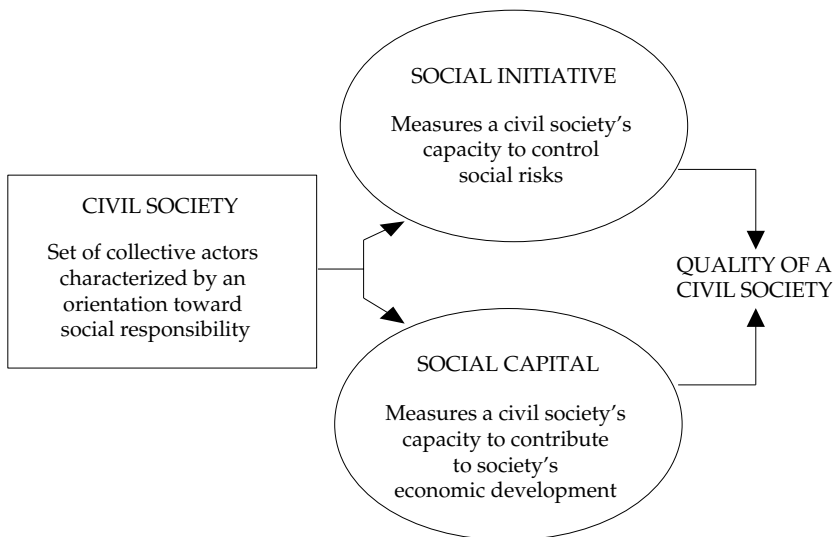 SOCIAL INITIATIVE
Measures a civil society’s
capacity to control
social risks
CIVIL SOCIETY
Set of collective actors
characterized by an
orientation toward
social responsibility
QUALITY OF A
CIVIL SOCIETY
SOCIAL CAPITAL
Measures a civil society’s
capacity to contribute
to society’s
economic development